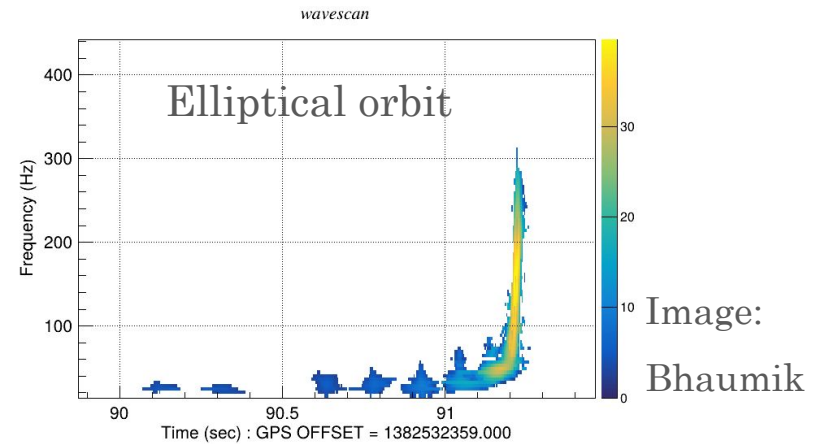 wavescan
Elliptical orbit
400
300
200
100
Frequency (Hz)
90
90.5
91
Time (sec) : GPS OFFSET = 1382532359.000
30
20
10
0
Image:
Bhaumik